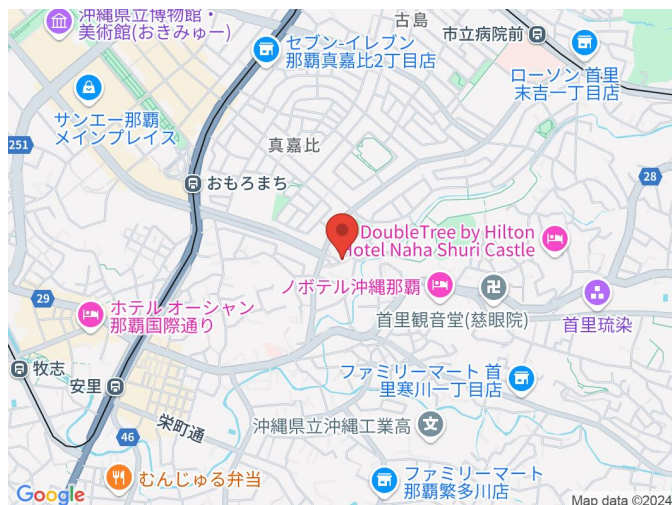 沖縄県立博物館・
美術館(おきみゅー)
古島
市立病院前
セブン-イレブン
那覇真嘉比2丁目店
ローソン 首里
末吉一丁目店
サンエー那覇
メインプレイス
251
真嘉比
おもろまち
28
DoubleTree by Hilton
Hotel Naha Shuri Castle
ノボテル沖縄那覇
29
ホテル オーシャン
那覇国際通り
首里観音堂(慈眼院)
首里琉染
牧志
安里
ファミリーマート 首
里寒川一丁目店
46
栄町通
沖縄県立沖縄工業高
むんじゅる弁当
ファミリーマート
那覇繁多川店
Google
Map data ©2024